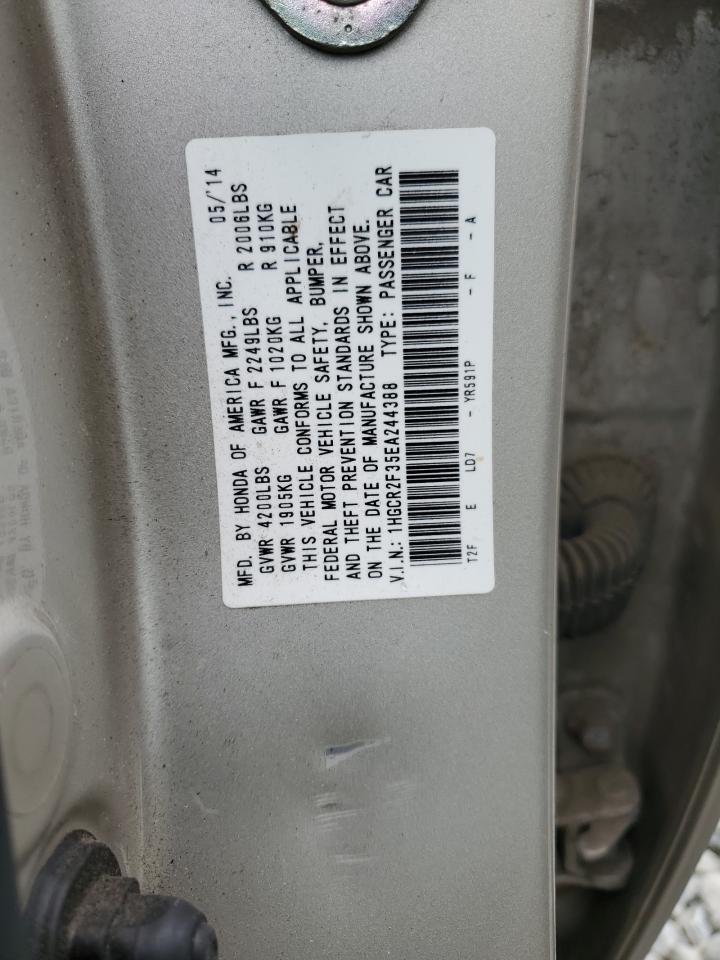 MFD. BY HONDA OF AMERICA MFG., INC. 05/'14
GVWR 4200LBS GAWR F 2249LBS R 2006LBS
GVWR 1905KG GAWR F 1020KG R 910KG
THIS VEHICLE CONFORMS TO ALL APPLICABLE
FEDERAL MOTOR VEHICLE SAFETY, BUMPER,
AND THEFT PREVENTION STANDARDS IN EFFECT
ON THE DATE OF MANUFACTURE SHOWN ABOVE.
V.I.N.: 1HGCR2F35EA244388 TYPE: PASSENGER CAR
T2F E LD7 - YR591P - F - A